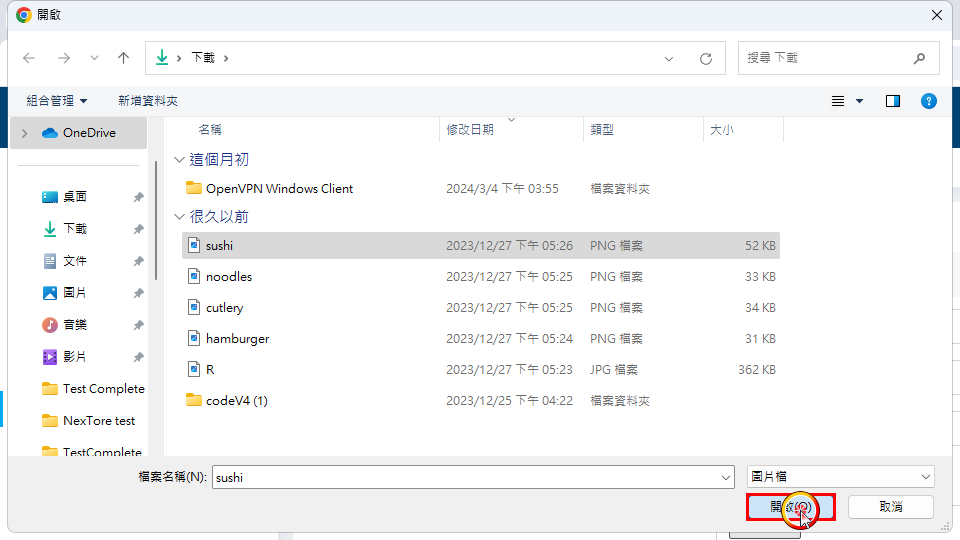 開啟
下載
搜尋 下載
組合管理
新增資料夾
OneDrive
桌面
下載
文件
圖片
音樂
影片
Test Complete
NexTore test
TestComplete
名稱 修改日期 類型 大小
這個月初
OpenVPN Windows Client 2024/3/4 下午 03:55 檔案資料夾
很久以前
sushi 2023/12/27 下午 05:26 PNG 檔案 52 KB
noodles 2023/12/27 下午 05:25 PNG 檔案 33 KB
cutlery 2023/12/27 下午 05:25 PNG 檔案 34 KB
hamburger 2023/12/27 下午 05:24 PNG 檔案 31 KB
R 2023/12/27 下午 05:23 JPG 檔案 362 KB
codeV4 (1) 2023/12/25 下午 04:22 檔案資料夾
檔案名稱(N): sushi 圖片檔
開啟(O) 取消